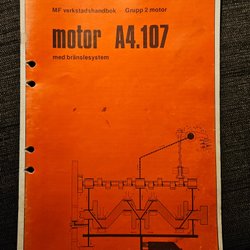 MF verkstadshandbok Grupp 2 motor
motor A4.107
med bränslesystem